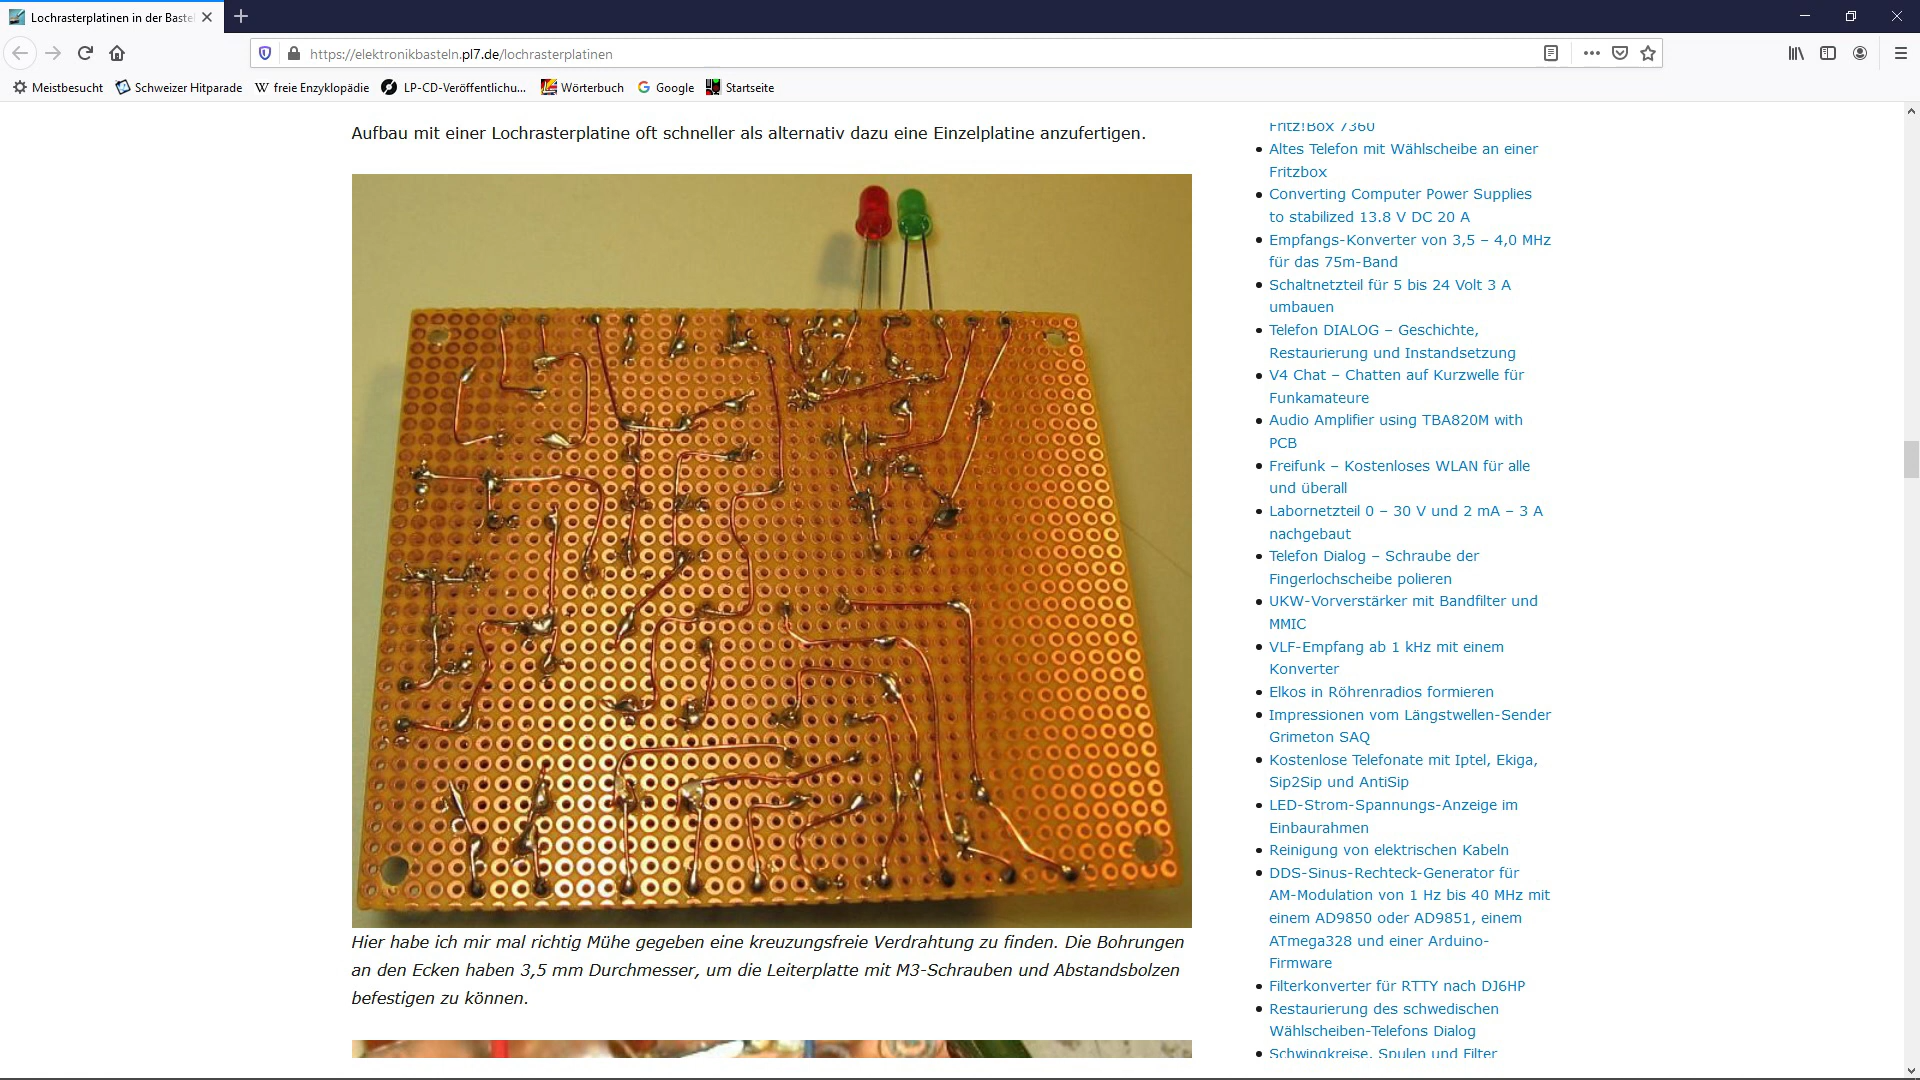 Lochrasterplatinen in der Bastel
https://elektronikbasteln.pl7.de/lochrasterplatinen
Meistbesucht
Schweizer Hitparade
freie Enzyklopädie
LP-CD-Veröffentlichu...
Wörterbuch
Google
Startseite
Aufbau mit einer Lochrasterplatine oft schneller als alternativ dazu eine Einzelplatine anzufertigen.
Hier habe ich mir mal richtig Mühe gegeben eine kreuzungsfreie Verdrahtung zu finden. Die Bohrungen
an den Ecken haben 3,5 mm Durchmesser, um die Leiterplatte mit M3-Schrauben und Abstandsbolzen
befestigen zu können.
Fritz!Box 7360
Altes Telefon mit Wählscheibe an einer
Fritzbox
Converting Computer Power Supplies
to stabilized 13.8 V DC 20 A
Empfangs-Konverter von 3,5 – 4,0 MHz
für das 75m-Band
Schaltnetzteil für 5 bis 24 Volt 3 A
umbauen
Telefon DIALOG – Geschichte,
Restaurierung und Instandsetzung
V4 Chat – Chatten auf Kurzwelle für
Funkamateure
Audio Amplifier using TBA820M with
PCB
Freifunk – Kostenloses WLAN für alle
und überall
Labornetzteil 0 – 30 V und 2 mA – 3 A
nachgebaut
Telefon Dialog – Schraube der
Fingerlochscheibe polieren
UKW-Vorverstärker mit Bandfilter und
MMIC
VLF-Empfang ab 1 kHz mit einem
Konverter
Elkos in Röhrenradios formieren
Impressionen vom Längstwellen-Sender
Grimeton SAQ
Kostenlose Telefonate mit Iptel, Ekiga,
Sip2Sip und AntiSip
LED-Strom-Spannungs-Anzeige im
Einbaurahmen
Reinigung von elektrischen Kabeln
DDS-Sinus-Rechteck-Generator für
AM-Modulation von 1 Hz bis 40 MHz mit
einem AD9850 oder AD9851, einem
ATmega328 und einer Arduino-
Firmware
Filterkonverter für RTTY nach DJ6HP
Restaurierung des schwedischen
Wählscheiben-Telefons Dialog
Schwingkreise, Spulen und Filter